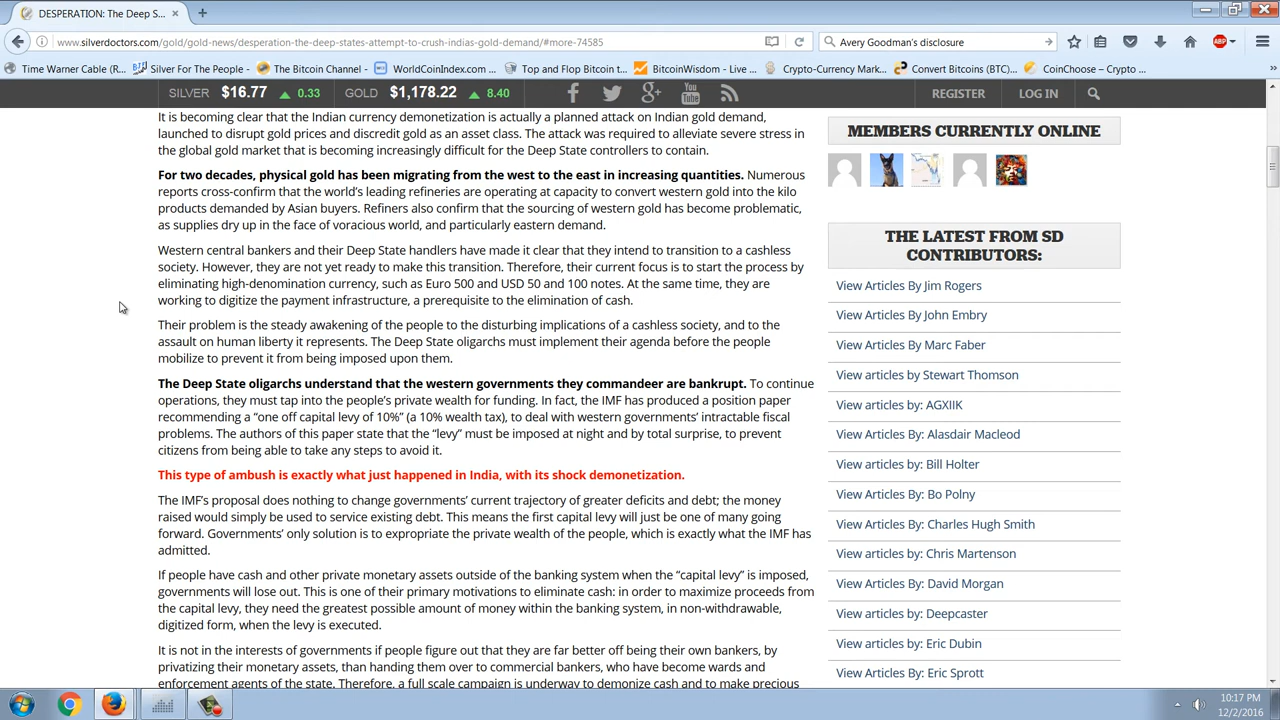 DESPERATION: The Deep S...
www.silverdoctors.com/gold/gold-news/desperation-the-deep-states-attempt-to-crush-indias-gold-demand/#more-74585
Avery Goodman's disclosure
ABP
Time Warner Cable (R...
Silver For The People - ...
The Bitcoin Channel - ...
WorldCoinIndex.com - ...
Top and Flop Bitcoin t...
BitcoinWisdom - Live ...
Crypto-Currency Mark...
Convert Bitcoins (BTC)...
CoinChoose – Crypto ...
SILVER $16.77 0.33 GOLD $1,178.22 8.40
REGISTER LOG IN
It is becoming clear that the Indian currency demonetization is actually a planned attack on Indian gold demand,
launched to disrupt gold prices and discredit gold as an asset class. The attack was required to alleviate severe stress in
the global gold market that is becoming increasingly difficult for the Deep State controllers to contain.
For two decades, physical gold has been migrating from the west to the east in increasing quantities. Numerous
reports cross-confirm that the world's leading refineries are operating at capacity to convert western gold into the kilo
products demanded by Asian buyers. Refiners also confirm that the sourcing of western gold has become problematic,
as supplies dry up in the face of voracious world, and particularly eastern demand.
Western central bankers and their Deep State handlers have made it clear that they intend to transition to a cashless
society. However, they are not yet ready to make this transition. Therefore, their current focus is to start the process by
eliminating high-denomination currency, such as Euro 500 and USD 50 and 100 notes. At the same time, they are
working to digitize the payment infrastructure, a prerequisite to the elimination of cash.
Their problem is the steady awakening of the people to the disturbing implications of a cashless society, and to the
assault on human liberty it represents. The Deep State oligarchs must implement their agenda before the people
mobilize to prevent it from being imposed upon them.
The Deep State oligarchs understand that the western governments they commandeer are bankrupt. To continue
operations, they must tap into the people's private wealth for funding. In fact, the IMF has produced a position paper
recommending a “one off capital levy of 10%” (a 10% wealth tax), to deal with western governments' intractable fiscal
problems. The authors of this paper state that the “levy” must be imposed at night and by total surprise, to prevent
citizens from being able to take any steps to avoid it.
This type of ambush is exactly what just happened in India, with its shock demonetization.
The IMF's proposal does nothing to change governments' current trajectory of greater deficits and debt; the money
raised would simply be used to service existing debt. This means the first capital levy will just be one of many going
forward. Governments' only solution is to expropriate the private wealth of the people, which is exactly what the IMF has
admitted.
If people have cash and other private monetary assets outside of the banking system when the “capital levy” is imposed,
governments will lose out. This is one of their primary motivations to eliminate cash: in order to maximize proceeds from
the capital levy, they need the greatest possible amount of money within the banking system, in non-withdrawable,
digitized form, when the levy is executed.
It is not in the interests of governments if people figure out that they are far better off being their own bankers, by
privatizing their monetary assets, than handing them over to commercial bankers, who have become wards and
enforcement agents of the state. Therefore, a full scale campaign is underway to demonize cash and to make precious
MEMBERS CURRENTLY ONLINE
THE LATEST FROM SD
CONTRIBUTORS:
View Articles By Jim Rogers
View Articles By John Embry
View Articles By Marc Faber
View articles by Stewart Thomson
View articles by: AGXIIK
View Articles By: Alasdair Macleod
View articles by: Bill Holter
View Articles By: Bo Polny
View Articles By: Charles Hugh Smith
View Articles By: Chris Martenson
View articles By: David Morgan
View Articles By: Deepcaster
View articles By: Eric Dubin
View articles By: Eric Sprott
10:17 PM
12/2/2016